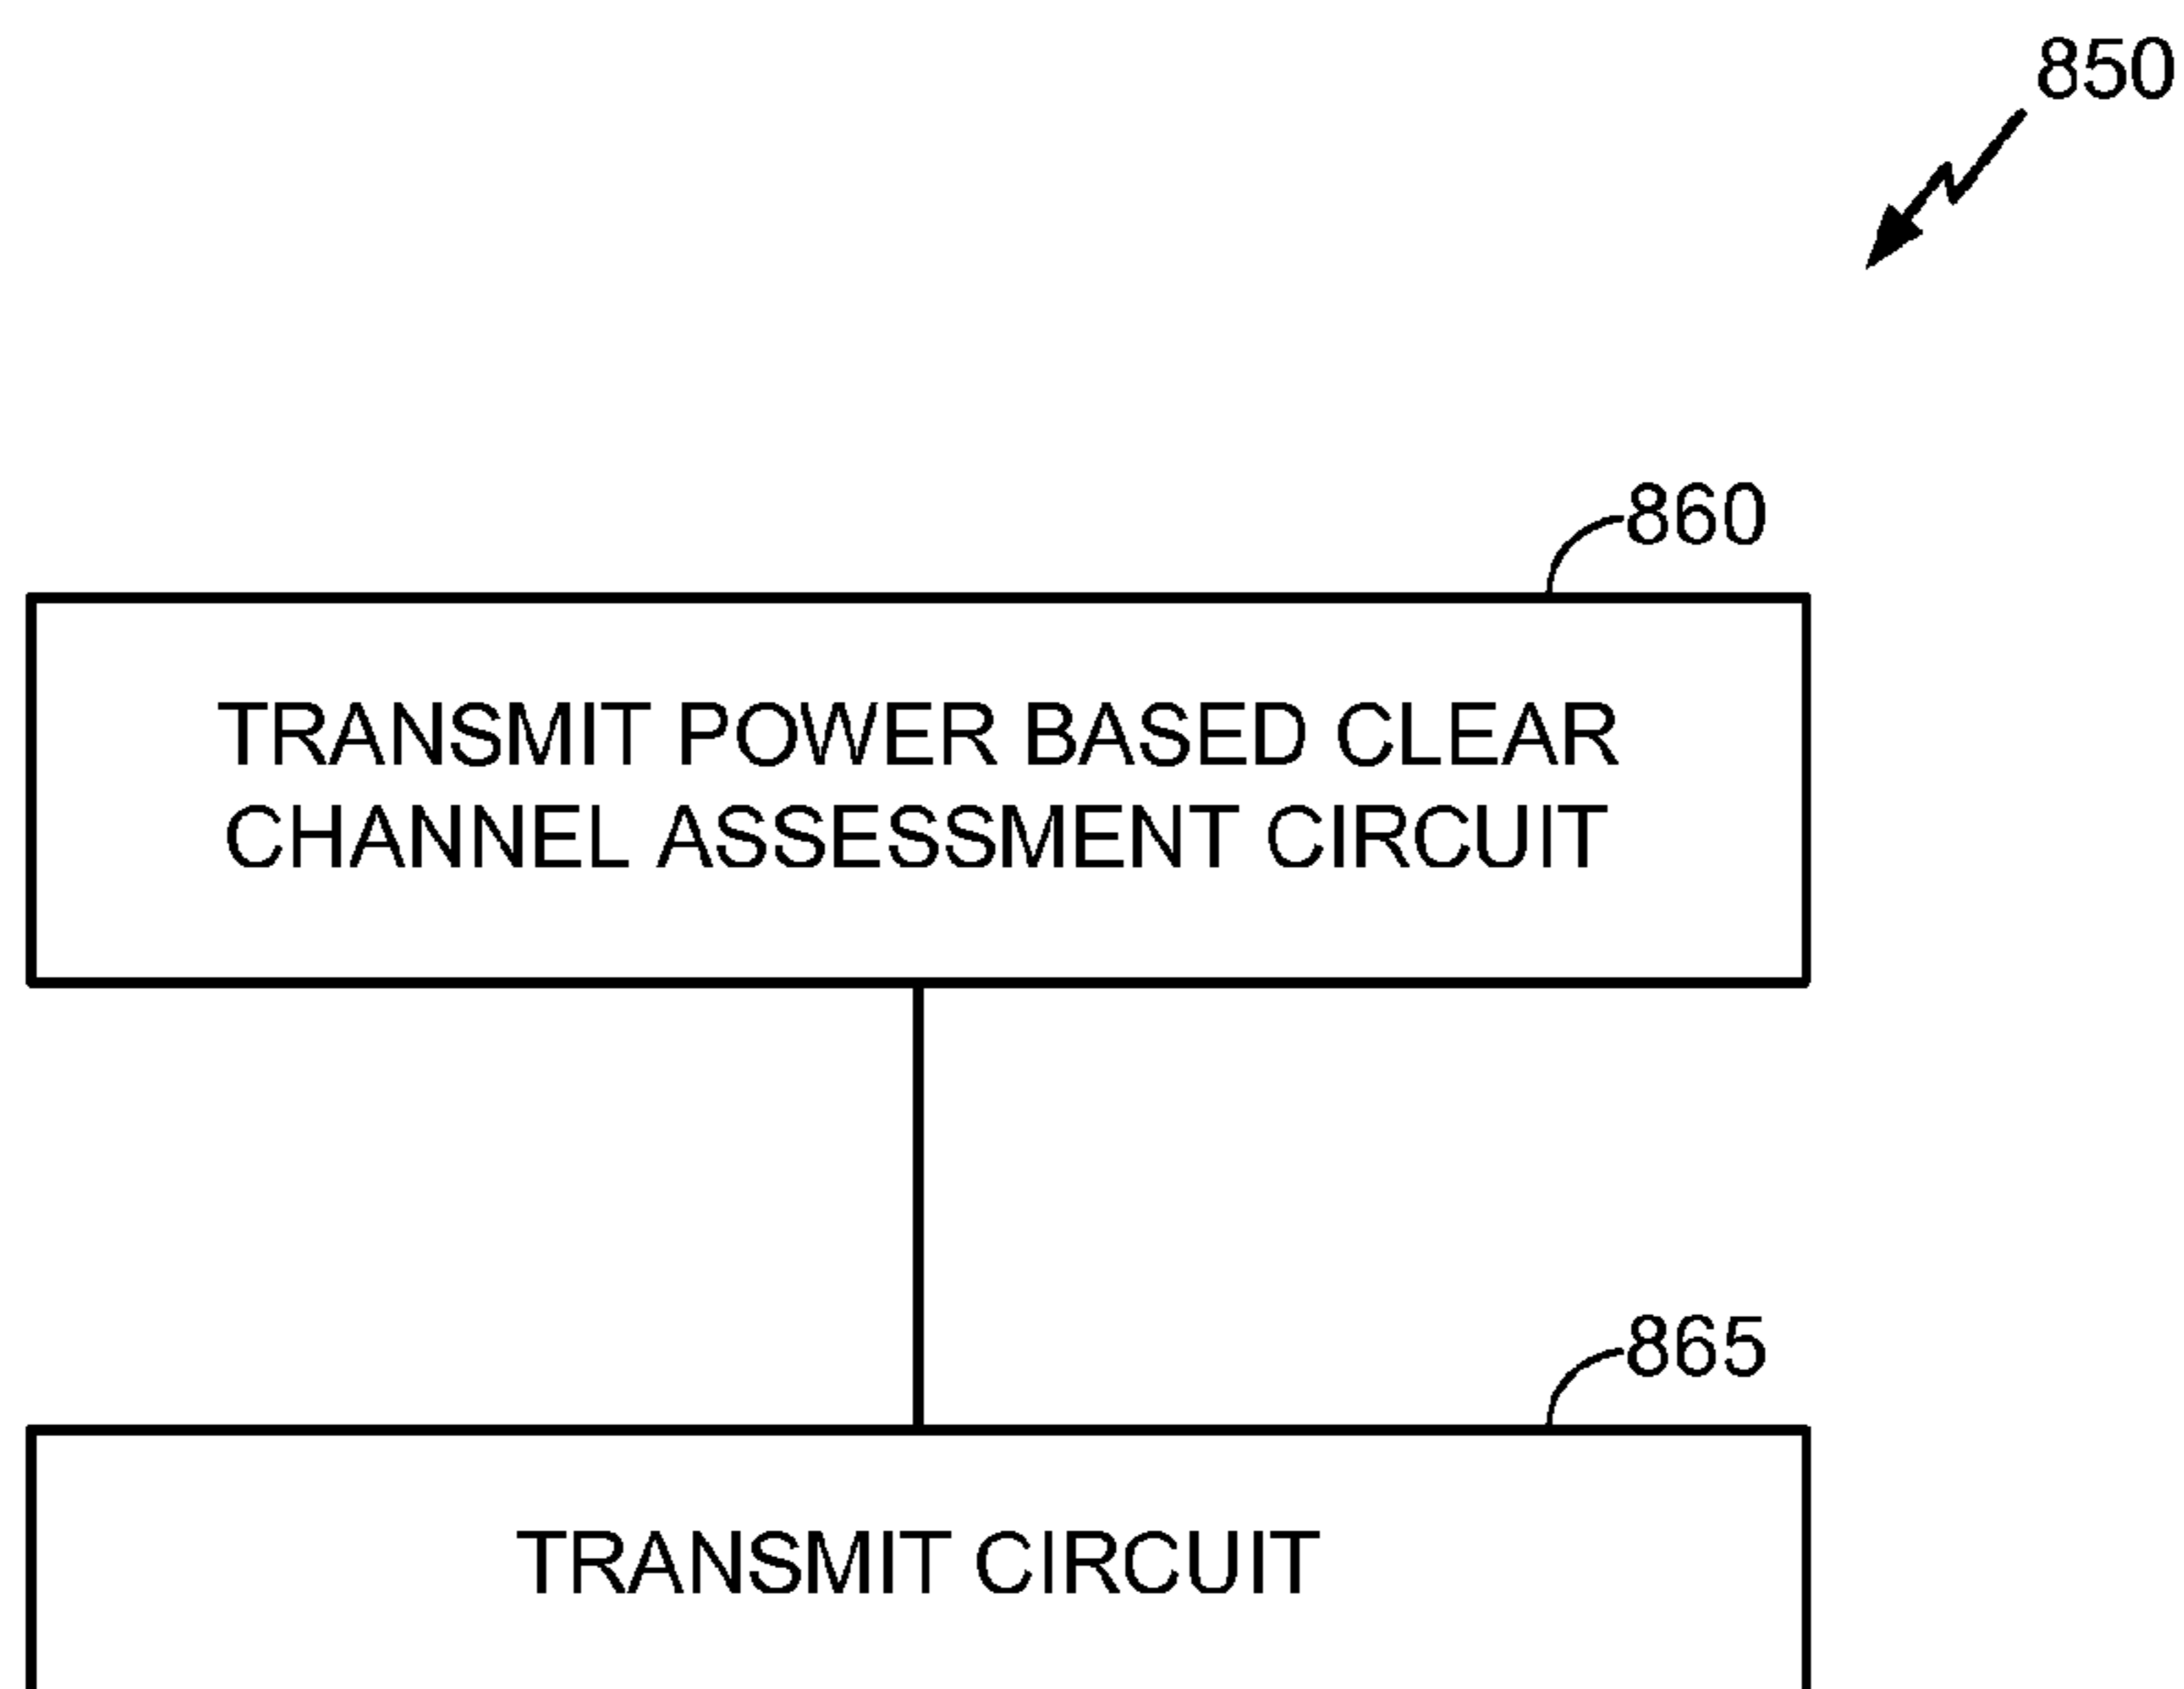 850
860
TRANSMIT POWER BASED CLEAR
CHANNEL ASSESSMENT CIRCUIT
865
TRANSMIT CIRCUIT